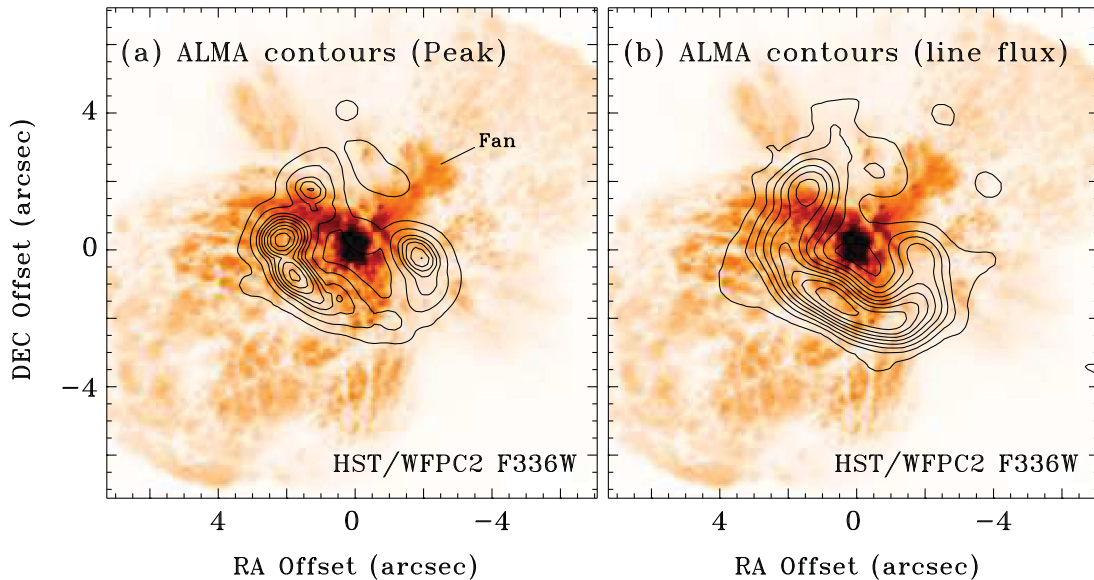 (a) ALMA contours (Peak)
Fan
HST/WFPC2 F336W
(b) ALMA contours (line flux)
HST/WFPC2 F336W
DEC Offset (arcsec)
4
0
−4
4 0 −4
4 0 −4
RA Offset (arcsec)
RA Offset (arcsec)